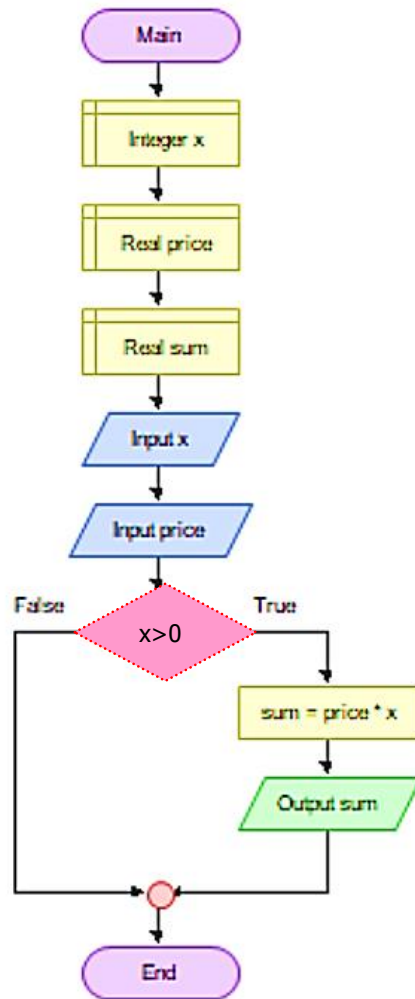 Main
Integer x
Real price
Real sum
Input x
Input price
False
True
x>0
sum = price * x
Output sum
End